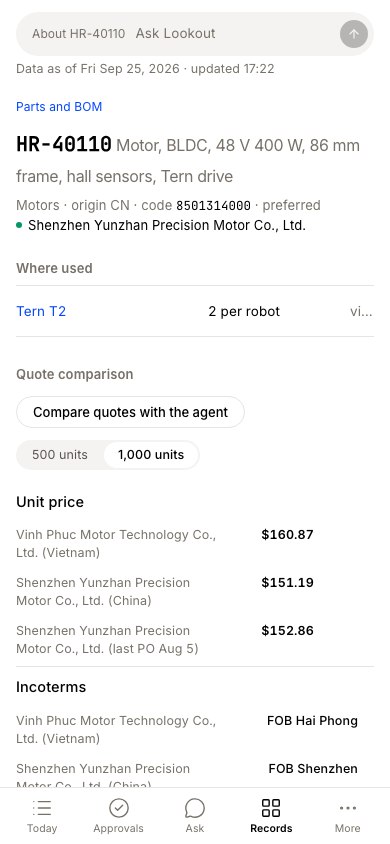 About HR-40110 Ask Lookout
Data as of Fri Sep 25, 2026 · updated 17:22
Parts and BOM
HR-40110 Motor, BLDC, 48 V 400 W, 86 mm
frame, hall sensors, Tern drive
Motors · origin CN · code 8501314000 · preferred
Shenzhen Yunzhan Precision Motor Co., Ltd.
Where used
Tern T2 2 per robot vi...
Quote comparison
Compare quotes with the agent
500 units 1,000 units
Unit price
Vinh Phuc Motor Technology Co., $160.87
Ltd. (Vietnam)
Shenzhen Yunzhan Precision $151.19
Motor Co., Ltd. (China)
Shenzhen Yunzhan Precision $152.86
Motor Co., Ltd. (last PO Aug 5)
Incoterms
Vinh Phuc Motor Technology Co., FOB Hai Phong
Ltd. (Vietnam)
Shenzhen Yunzhan Precision FOB Shenzhen
Motor Co., Ltd. (China)
Today Approvals Ask Records More